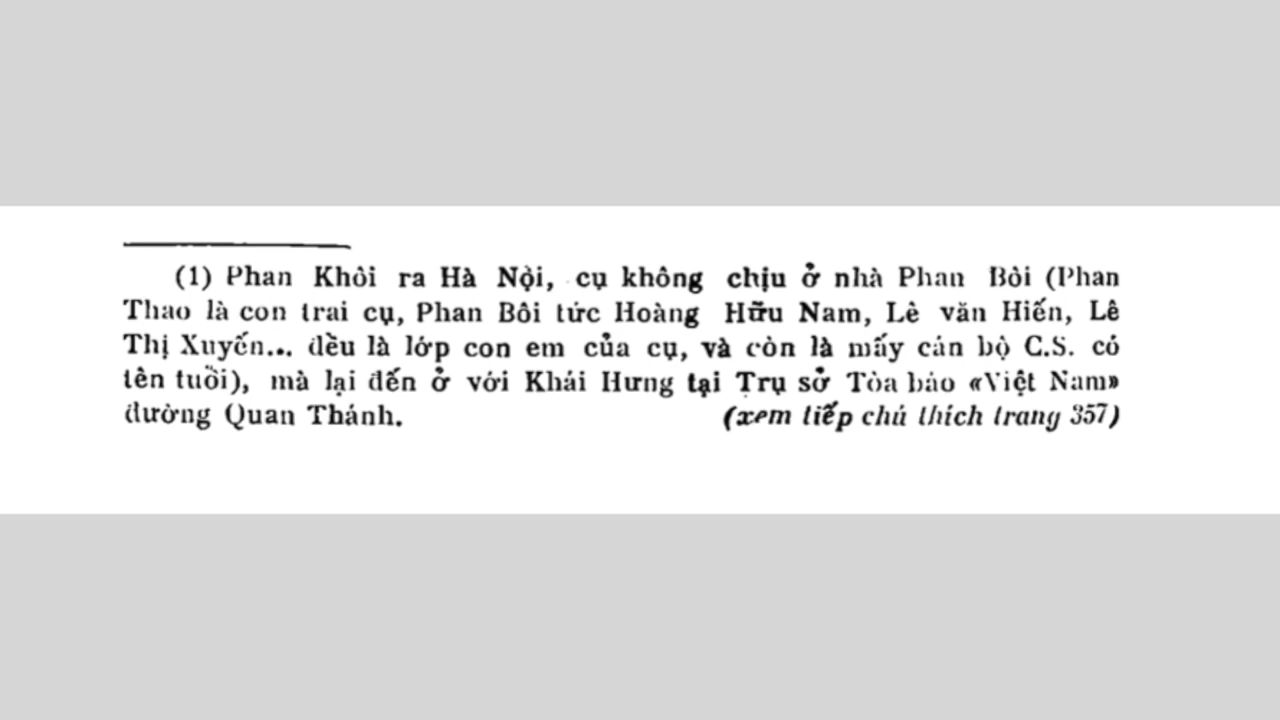 (1) Phan Khôi ra Hà Nội, cụ không chịu ở nhà Phan Bôi (Phan
Thao là con trai cụ, Phan Bôi tức Hoàng Hữu Nam, Lê văn Hiến, Lê
Thị Xuyến... đều là lớp con em của cụ, và còn là mấy cán bộ C.S. có
tên tuổi), mà lại đến ở với Khái Hưng tại Trụ sở Tòa báo «Việt Nam»
đường Quan Thánh.
(xem tiếp chú thích trang 357)